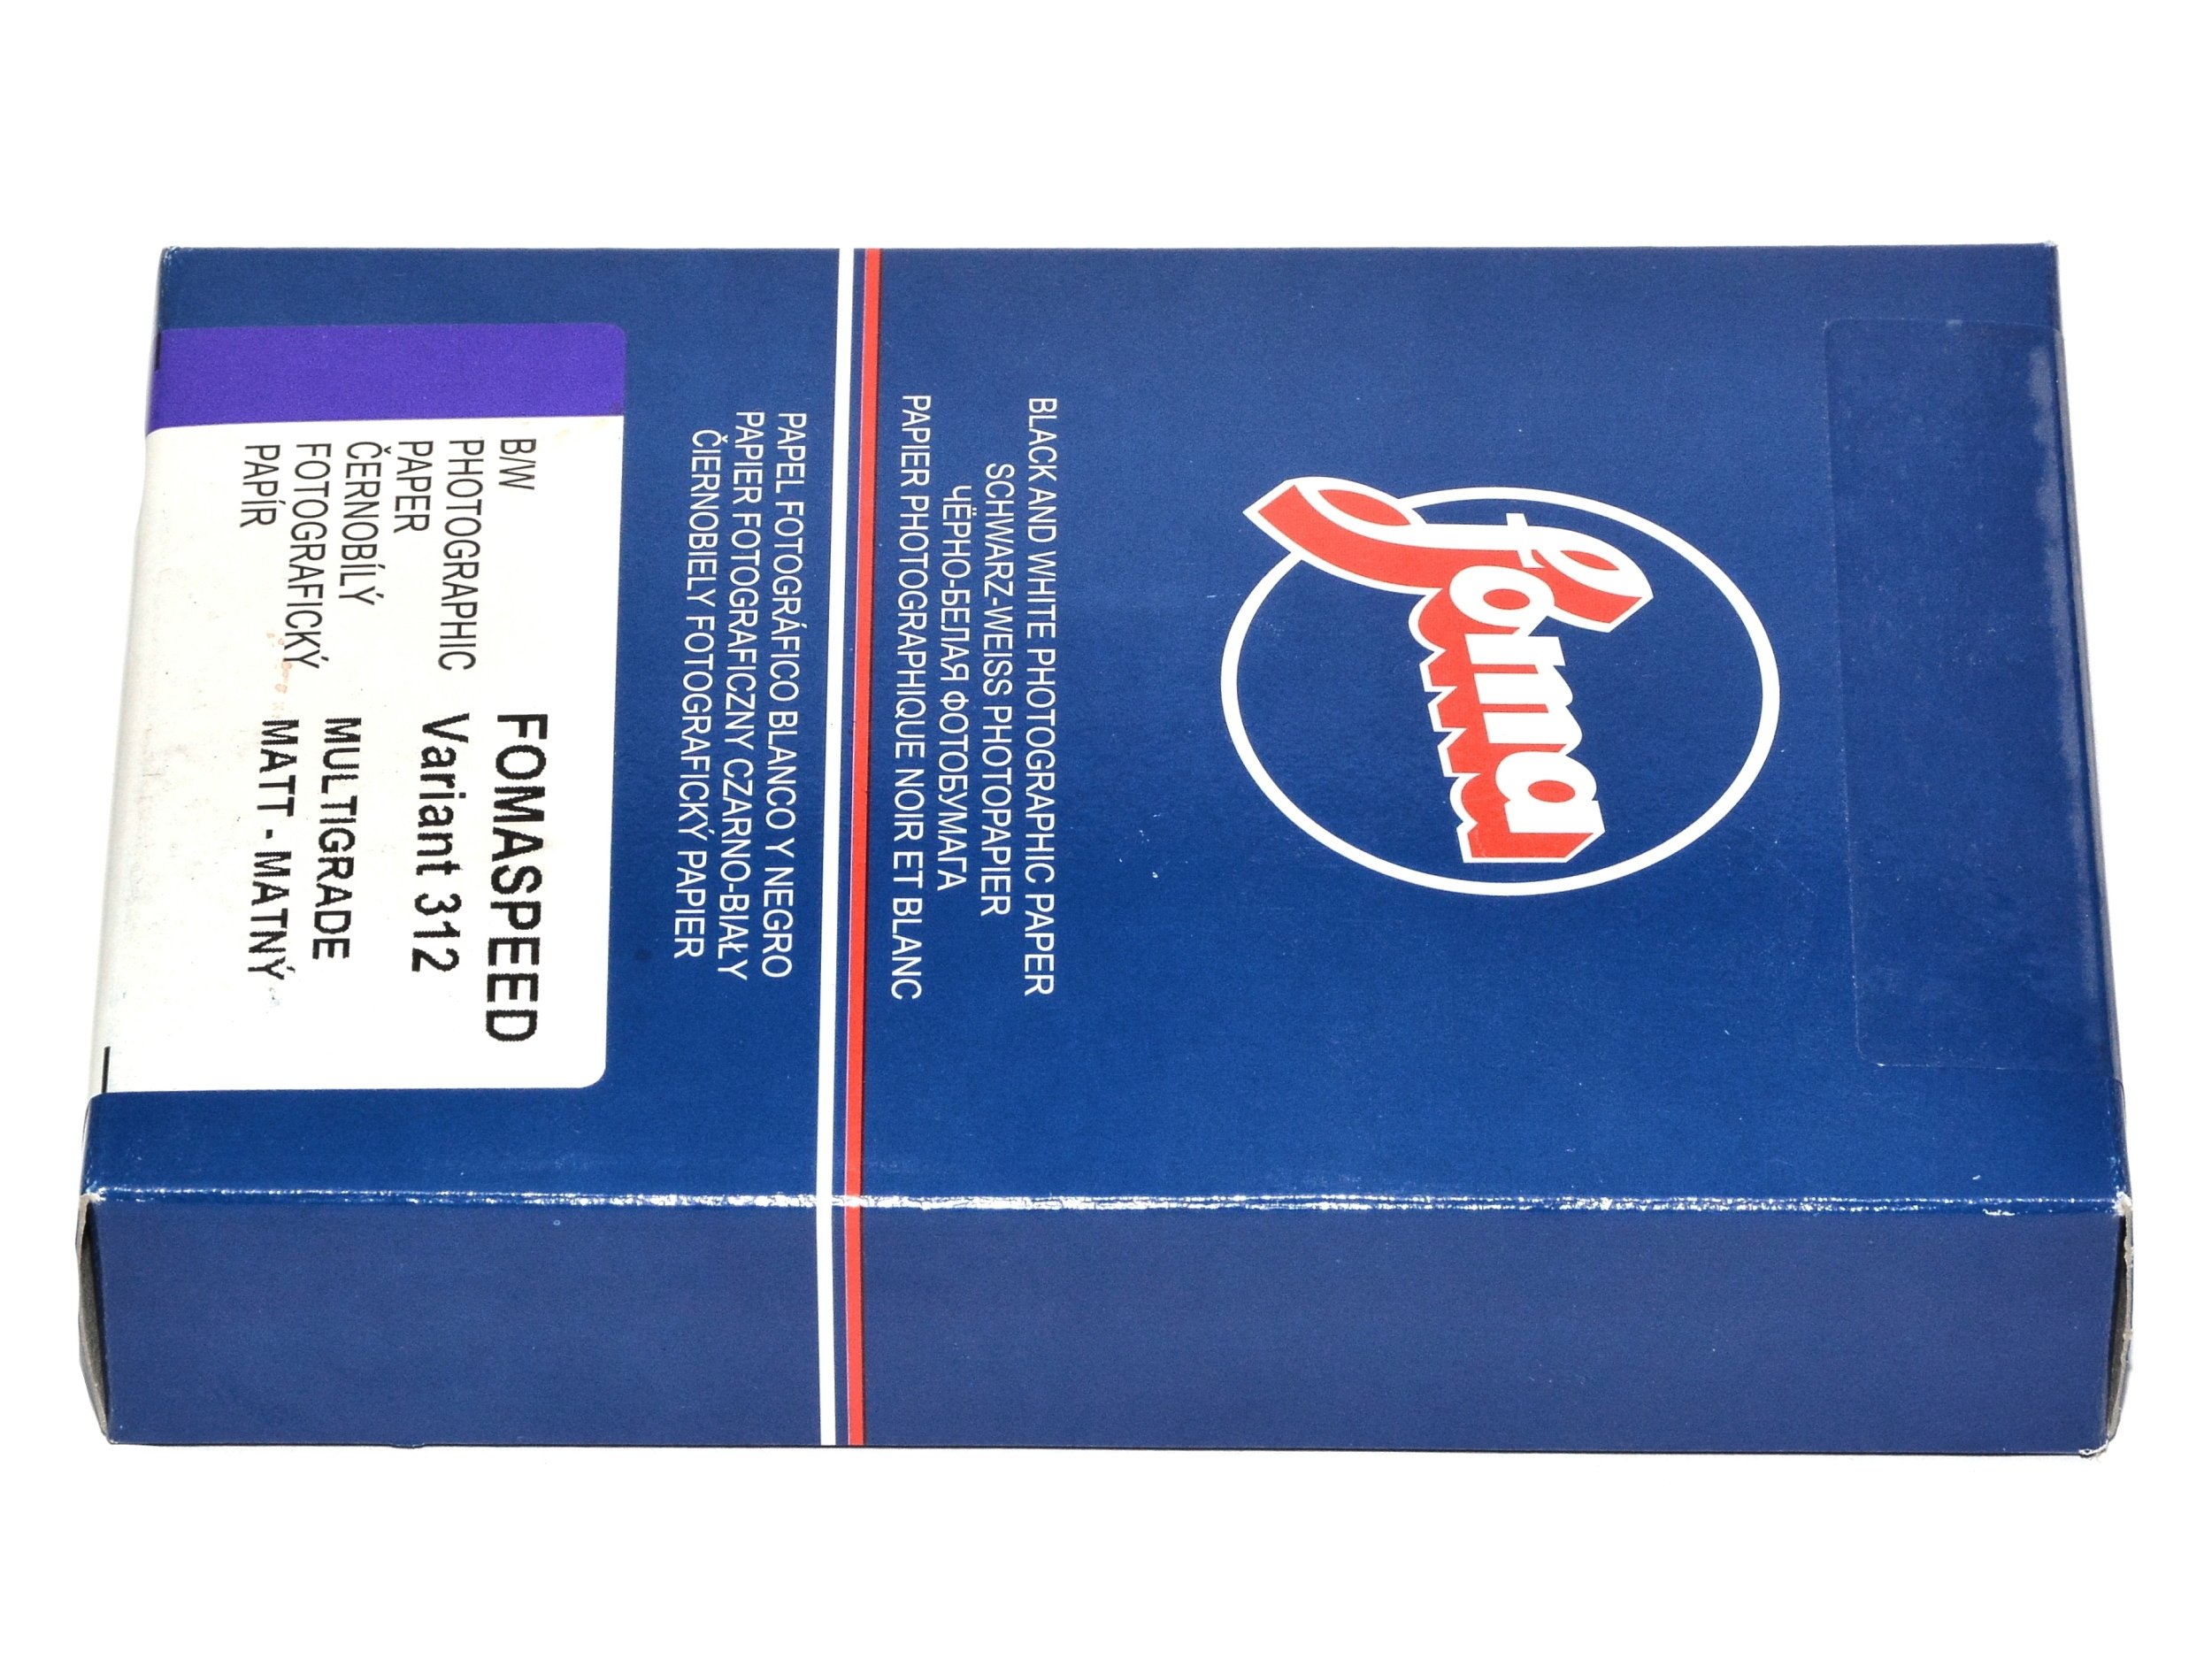 foma
BLACK AND WHITE PHOTOGRAPHIC PAPER
SCHWARZ-WEISS PHOTOPAPIER
ЧЁРНО-БЕЛАЯ ФОТОБУМАГА
PAPIER PHOTOGRAPHIQUE NOIR ET BLANC
PAPEL FOTOGRÁFICO BLANCO Y NEGRO
PAPIER FOTOGRAFICZNY CZARNO-BIAŁY
ČIERNOBIELY FOTOGRAFICKÝ PAPIER
B/W
PHOTOGRAPHIC
PAPER
ČERNOBÍLÝ
FOTOGRAFICKÝ
PAPÍR
FOMASPEED
Variant 312
MULTIGRADE
MATT - MATNÝ